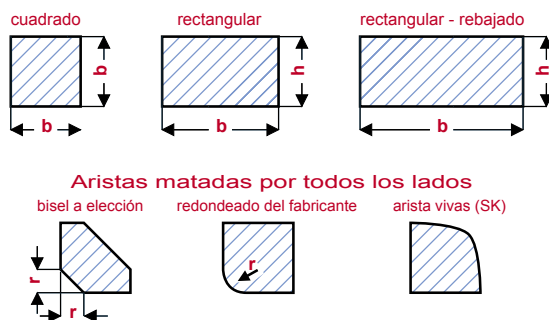 cuadrado
rectangular
rectangular - rebajado
b
h
h
b
b
b
Aristas matadas por todos los lados
bisel a elección
redondeado del fabricante
arista vivas (SK)
r
r
r